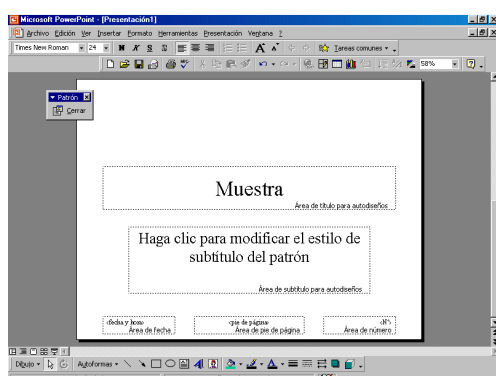 Microsoft PowerPoint - [Presentación1]
Archivo Edición Ver Insertar Formato Herramientas Presentación Ventana ?
Times New Roman 24 N K S S Tareas comunes
58%
Patrón
Cerrar
Muestra
Área de título para autodiseños
Haga clic para modificar el estilo de
subtítulo del patrón
Área de subtítulo para autodiseños
‹fecha y hora›
Área de fecha
‹pie de página›
Área de pie de página
‹Nº›
Área de número
Dibujo Autoformas